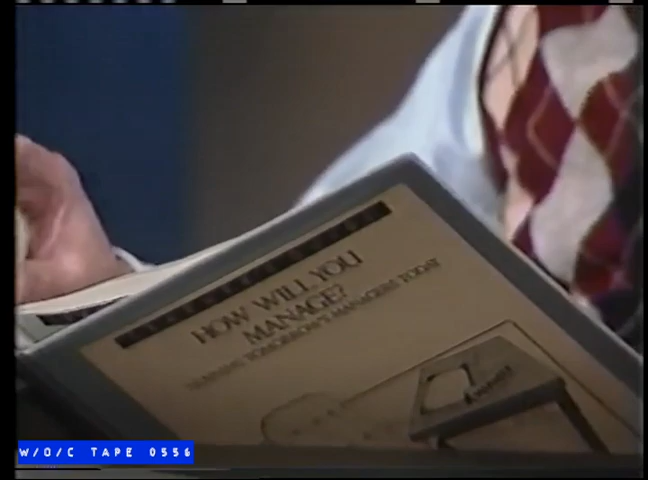 HOW WILL YOU
MANAGE?
TRAINING TOMORROW'S MANAGERS TODAY
W/O/C TAPE 0556